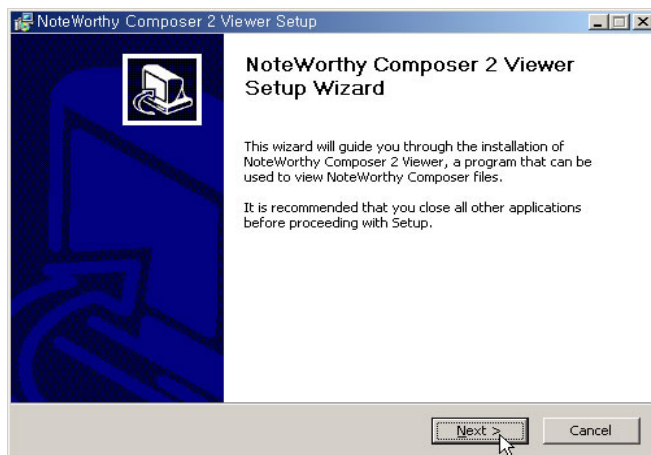 NoteWorthy Composer 2 Viewer Setup
NoteWorthy Composer 2 Viewer
Setup Wizard
This wizard will guide you through the installation of
NoteWorthy Composer 2 Viewer, a program that can be
used to view NoteWorthy Composer files.
It is recommended that you close all other applications
before proceeding with Setup.
Next >
Cancel